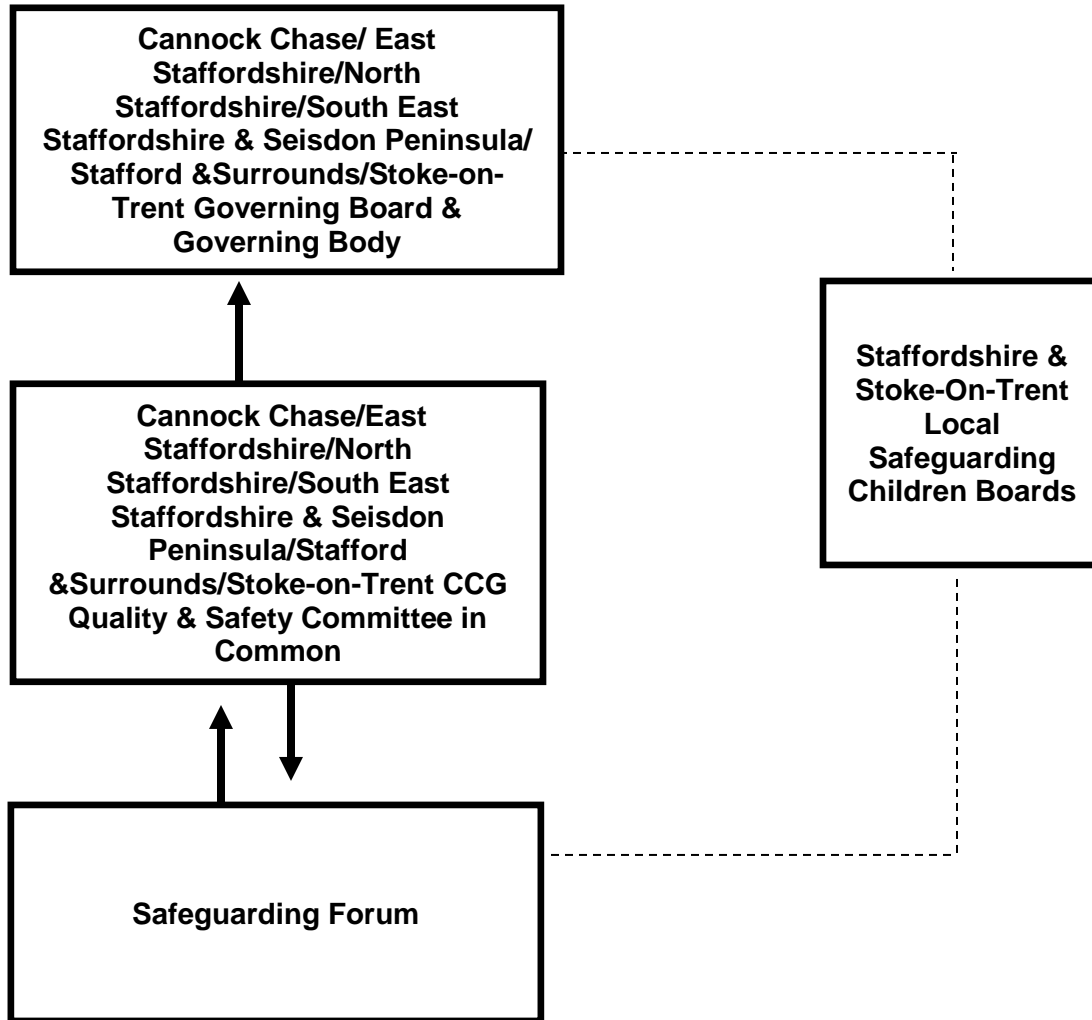 Cannock Chase/ East
Staffordshire/North
Staffordshire/South East
Staffordshire & Seisdon Peninsula/
Stafford &Surrounds/Stoke-on-
Trent Governing Board &
Governing Body
Cannock Chase/East
Staffordshire/North
Staffordshire/South East
Staffordshire & Seisdon
Peninsula/Stafford
&Surrounds/Stoke-on-Trent CCG
Quality & Safety Committee in
Common
Staffordshire &
Stoke-On-Trent
Local
Safeguarding
Children Boards
Safeguarding Forum